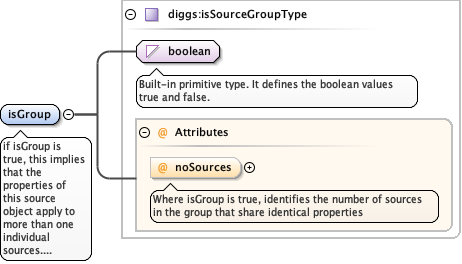 diggs:isSourceGroupType
boolean
Built-in primitive type. It defines the boolean values
true and false.
isGroup
if isGroup is
true, this implies
that the
properties of
this source
object apply to
more than one
individual
sources....
@ Attributes
@ noSources
Where isGroup is true, identifies the number of sources
in the group that share identical properties